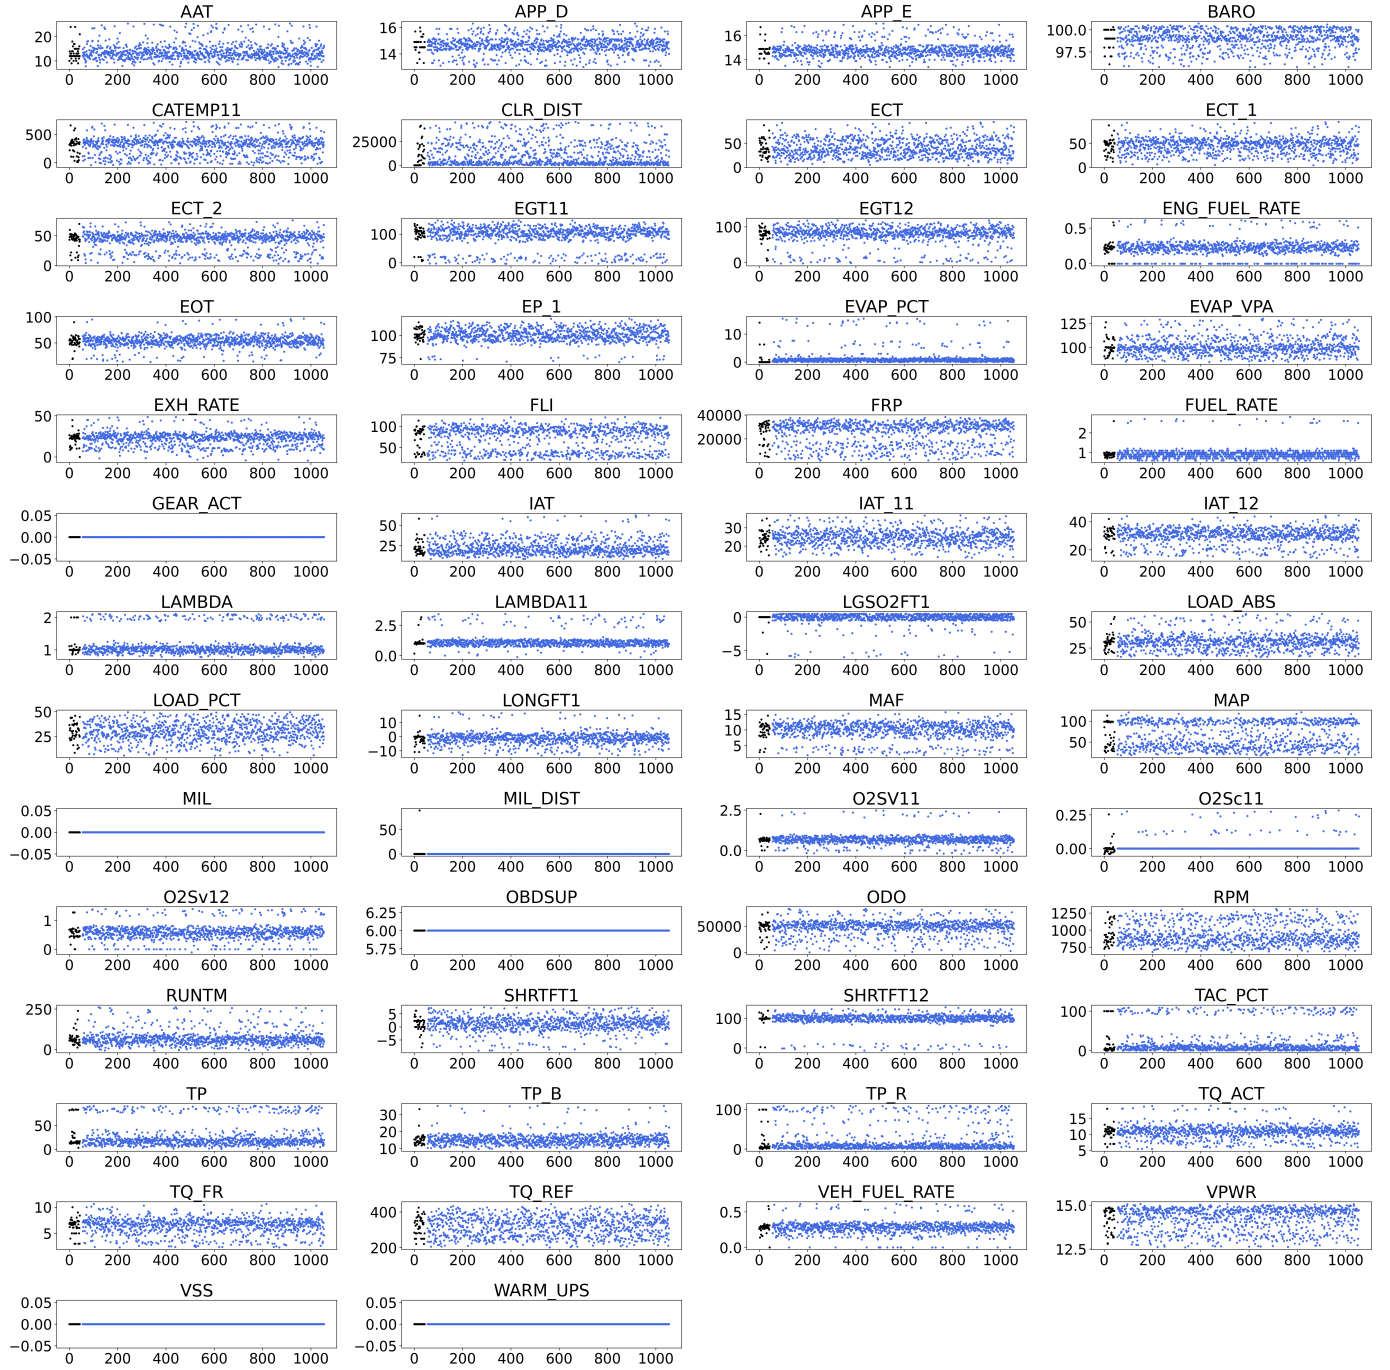 AAT APP_D APP_E BARO
20 16 16 100.0
10 14 14 97.5
0 200 400 600 800 1000 0 200 400 600 800 1000 0 200 400 600 800 1000 0 200 400 600 800 1000
CATEMP11 CLR_DIST ECT ECT_1
500 25000 50 50
0 0 0 0
0 200 400 600 800 1000 0 200 400 600 800 1000 0 200 400 600 800 1000 0 200 400 600 800 1000
ECT_2 EGT11 EGT12 ENG_FUEL_RATE
50 100 100 0.5
0 0 0 0.0
0 200 400 600 800 1000 0 200 400 600 800 1000 0 200 400 600 800 1000 0 200 400 600 800 1000
EOT EP_1 EVAP_PCT EVAP_VPA
100 100 10 125
50 75 0 100
0 200 400 600 800 1000 0 200 400 600 800 1000 0 200 400 600 800 1000 0 200 400 600 800 1000
EXH_RATE FLI FRP FUEL_RATE
50 100 40000 2
0 50 20000 1
0 200 400 600 800 1000 0 200 400 600 800 1000 0 200 400 600 800 1000 0 200 400 600 800 1000
GEAR_ACT IAT IAT_11 IAT_12
0.05 50 30 40
0.00 25 20 20
−0.05
0 200 400 600 800 1000 0 200 400 600 800 1000 0 200 400 600 800 1000 0 200 400 600 800 1000
LAMBDA LAMBDA11 LGSO2FT1 LOAD_ABS
2 2.5 0 50
1 0.0 −5 25
0 200 400 600 800 1000 0 200 400 600 800 1000 0 200 400 600 800 1000 0 200 400 600 800 1000
LOAD_PCT LONGFT1 MAF MAP
50 10 15 100
25 0 10 50
−10 5
0 200 400 600 800 1000 0 200 400 600 800 1000 0 200 400 600 800 1000 0 200 400 600 800 1000
MIL MIL_DIST O2SV11 O2Sc11
0.05 50 2.5 0.25
0.00 0 0.0 0.00
−0.05
0 200 400 600 800 1000 0 200 400 600 800 1000 0 200 400 600 800 1000 0 200 400 600 800 1000
O2Sv12 OBDSUP ODO RPM
1 6.25 50000 1250
0 6.00 0 1000
5.75 750
0 200 400 600 800 1000 0 200 400 600 800 1000 0 200 400 600 800 1000 0 200 400 600 800 1000
RUNTM SHRTFT1 SHRTFT12 TAC_PCT
250 5 100 100
0 0 0 0
−5
0 200 400 600 800 1000 0 200 400 600 800 1000 0 200 400 600 800 1000 0 200 400 600 800 1000
TP TP_B TP_R TQ_ACT
50 30 100 15
0 20 0 10
10 5
0 200 400 600 800 1000 0 200 400 600 800 1000 0 200 400 600 800 1000 0 200 400 600 800 1000
TQ_FR TQ_REF VEH_FUEL_RATE VPWR
10 400 0.5 15.0
5 200 0.0 12.5
0 200 400 600 800 1000 0 200 400 600 800 1000 0 200 400 600 800 1000 0 200 400 600 800 1000
VSS WARM_UPS
0.05 0.05
0.00 0.00
−0.05 −0.05
0 200 400 600 800 1000 0 200 400 600 800 1000